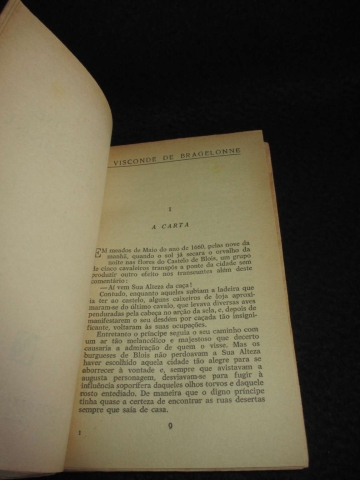 VISCONDE DE BRAGELONNE
I
A CARTA
EM meados de Maio do ano de 1660, pelas nove da
manhã, quando o sol já secara o orvalho da
noite nas flores do Castelo de Blois, um grupo
de cinco cavaleiros transpôs a ponte da cidade sem
produzir outro efeito nos transeuntes além deste
comentário:
—Aí vem Sua Alteza da caça!
Contudo, enquanto aqueles subiam a ladeira que
ia ter ao castelo, alguns caixeiros de loja aproxi-
maram-se do último cavalo, que levava diversas aves
penduradas pela cabeça no arção da sela, e, depois de
manifestarem o seu desdém por caçada tão insigni-
ficante, voltaram às suas ocupações.
Entretanto o príncipe seguia o seu caminho com
um ar tão melancólico e majestoso que decerto
causaria a admiração de quem o visse. Mas os
burgueses de Blois não perdoavam a Sua Alteza
haver escolhido aquela cidade tão alegre para se
aborrecer à vontade e, sempre que avistavam a
augusta personagem, desviavam-se para fugir à
influência soporífera daqueles olhos torvos e daquele
rosto entediado. De maneira que o digno príncipe
tinha quase a certeza de encontrar as ruas desertas
sempre que saía de casa.
9